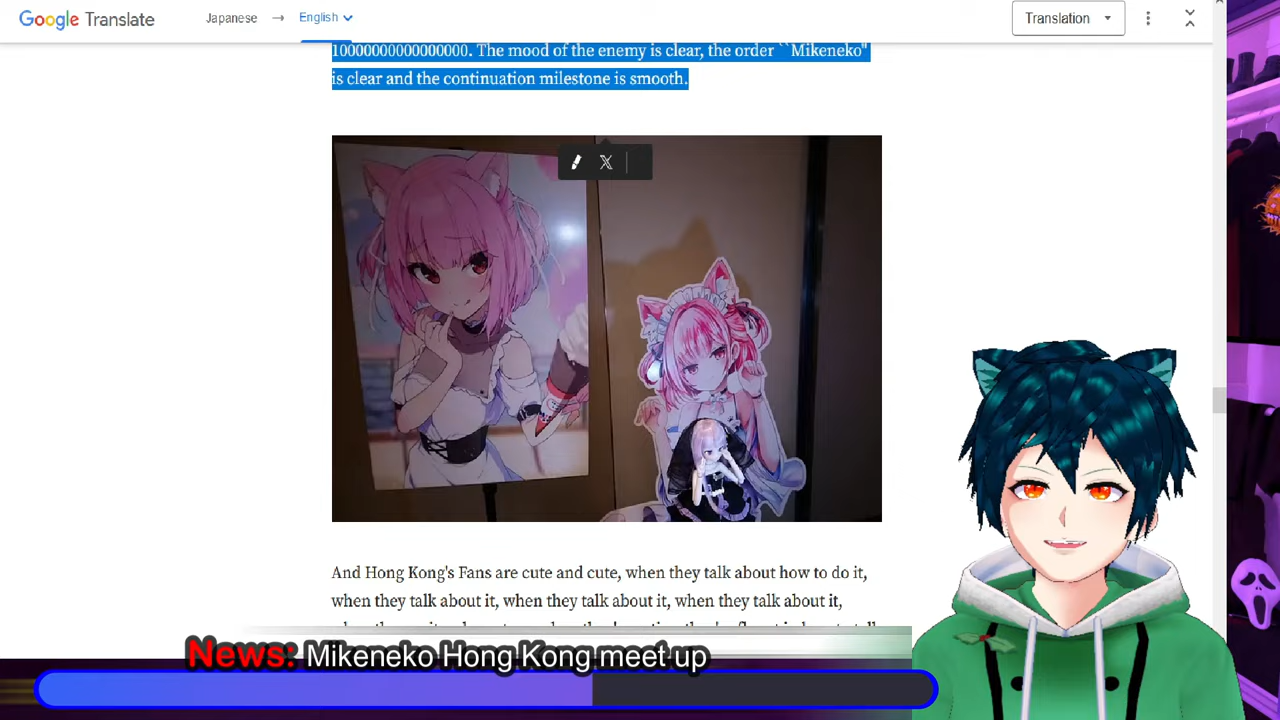 Google Translate
Japanese → English
Translation
10000000000000000. The mood of the enemy is clear, the order ``Mikeneko"
is clear and the continuation milestone is smooth.
And Hong Kong's Fans are cute and cute, when they talk about how to do it,
when they talk about it, when they talk about it, when they talk about it,
News: Mikeneko Hong Kong meet up